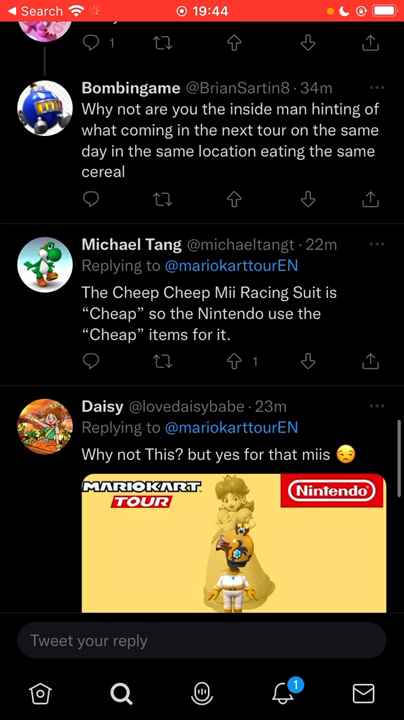 Search
19:44
1
Bombingame @BrianSartin8 · 34m
Why not are you the inside man hinting of
what coming in the next tour on the same
day in the same location eating the same
cereal
Michael Tang @michaeltangt · 22m
Replying to @mariokarttourEN
The Cheep Cheep Mii Racing Suit is
“Cheap” so the Nintendo use the
“Cheap” items for it.
1
Daisy @lovedaisybabe · 23m
Replying to @mariokarttourEN
Why not This? but yes for that miis 😒
MARIOKART
TOUR
Nintendo
Tweet your reply
1